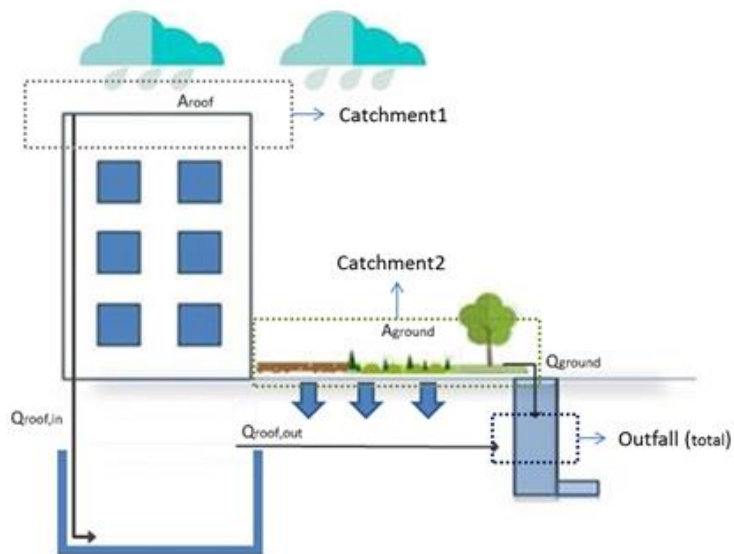 Aroof
Catchment1
Catchment2
Aground
Qground
Qroof,in
Qroof,out
Outfall (total)